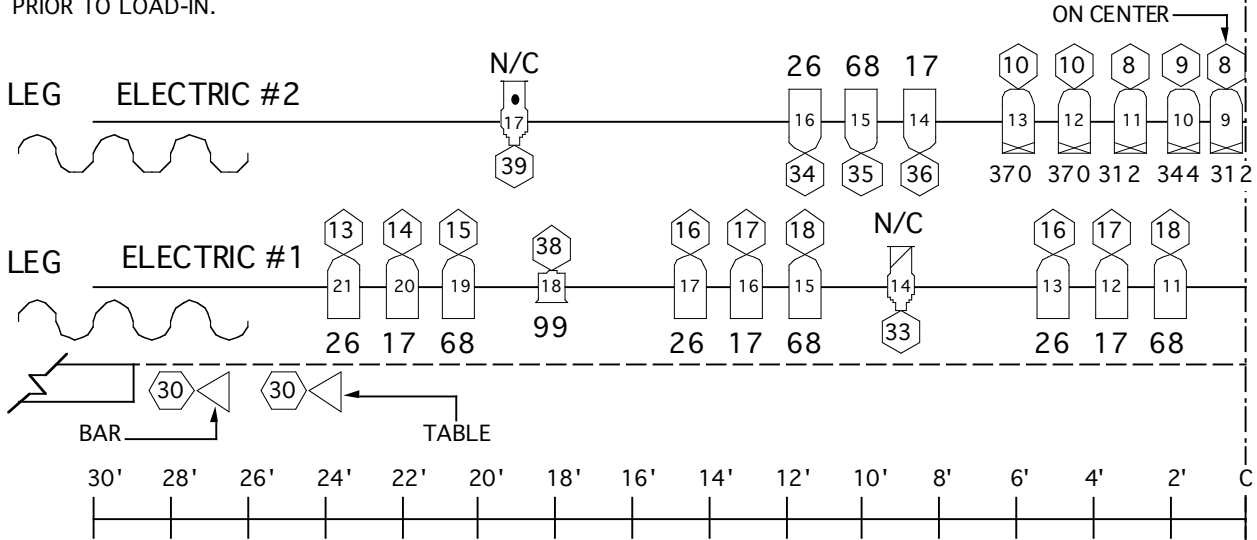 PRIOR TO LOAD-IN.
ON CENTER
N/C 26 68 17 10 10 8 9 8
LEG ELECTRIC #2
17 16 15 14 13 12 11 10 9
39 34 35 36 370 370 312 344 312
13 14 15 38 16 17 18 N/C 16 17 18
LEG ELECTRIC #1
21 20 19 18 17 16 15 14 13 12 11
26 17 68 99 26 17 68 33 26 17 68
30 30
BAR TABLE
30' 28' 26' 24' 22' 20' 18' 16' 14' 12' 10' 8' 6' 4' 2' C